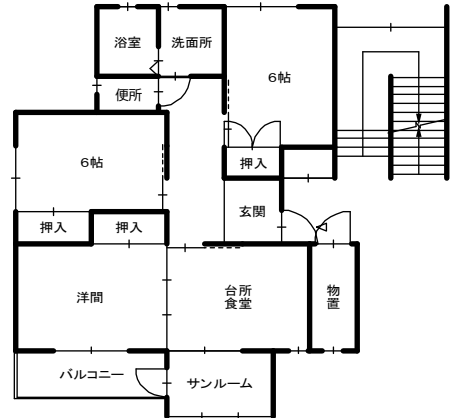 浴室
洗面所
6帖
便所
6帖
押入
玄関
押入
押入
洋間
台所
食堂
物
置
バルコニー
サンルーム